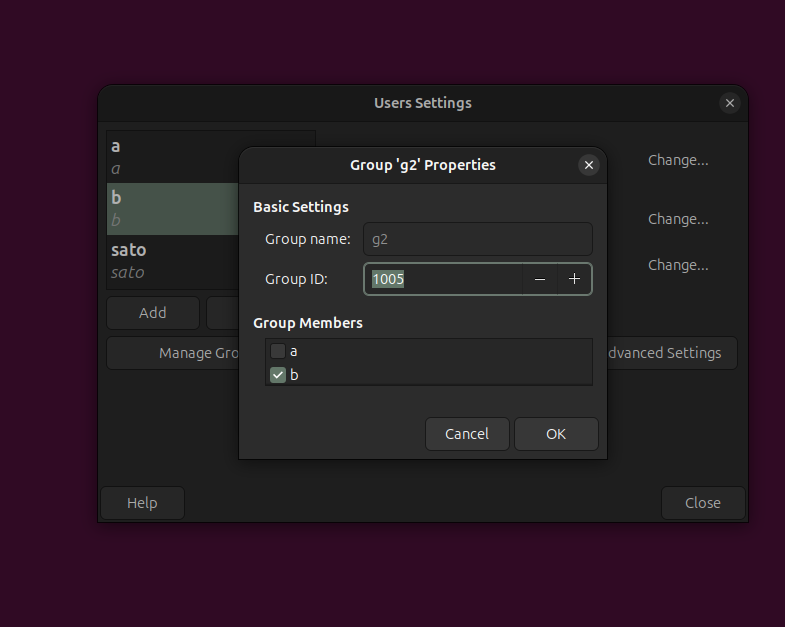 Users Settings
a
a
b
b
sato
sato
Change...
Change...
Change...
Add
Manage Gro
dvanced Settings
Help
Close
Group 'g2' Properties
Basic Settings
Group name: g2
Group ID: 1005
Group Members
a
b
Cancel
OK